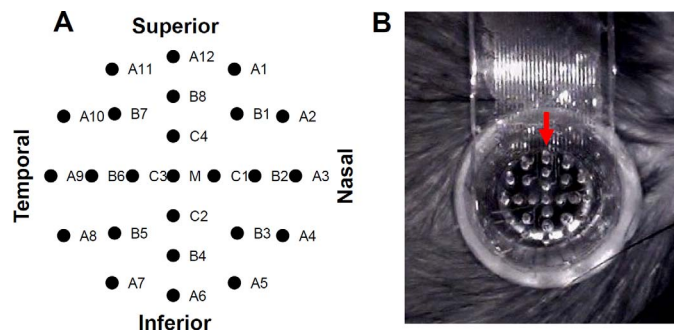 A
Superior
A12
A11
A1
B8
A10
B7
B1
A2
C4
Temporal
A9
B6
C3
M
C1
B2
A3
Nasal
C2
A8
B5
B3
A4
B4
A7
A5
A6
Inferior
B